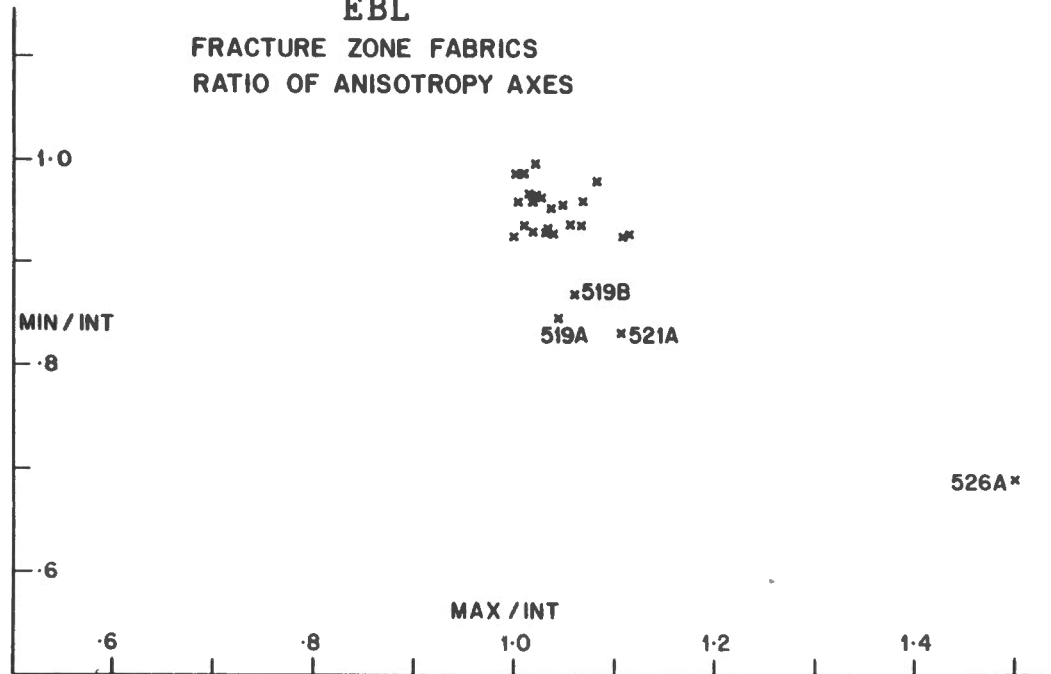 EBL
FRACTURE ZONE FABRICS
RATIO OF ANISOTROPY AXES
1·0
519B
MIN/INT
519A
521A
·8
526A
·6
MAX/INT
·6 ·8 1·0 1·2 1·4